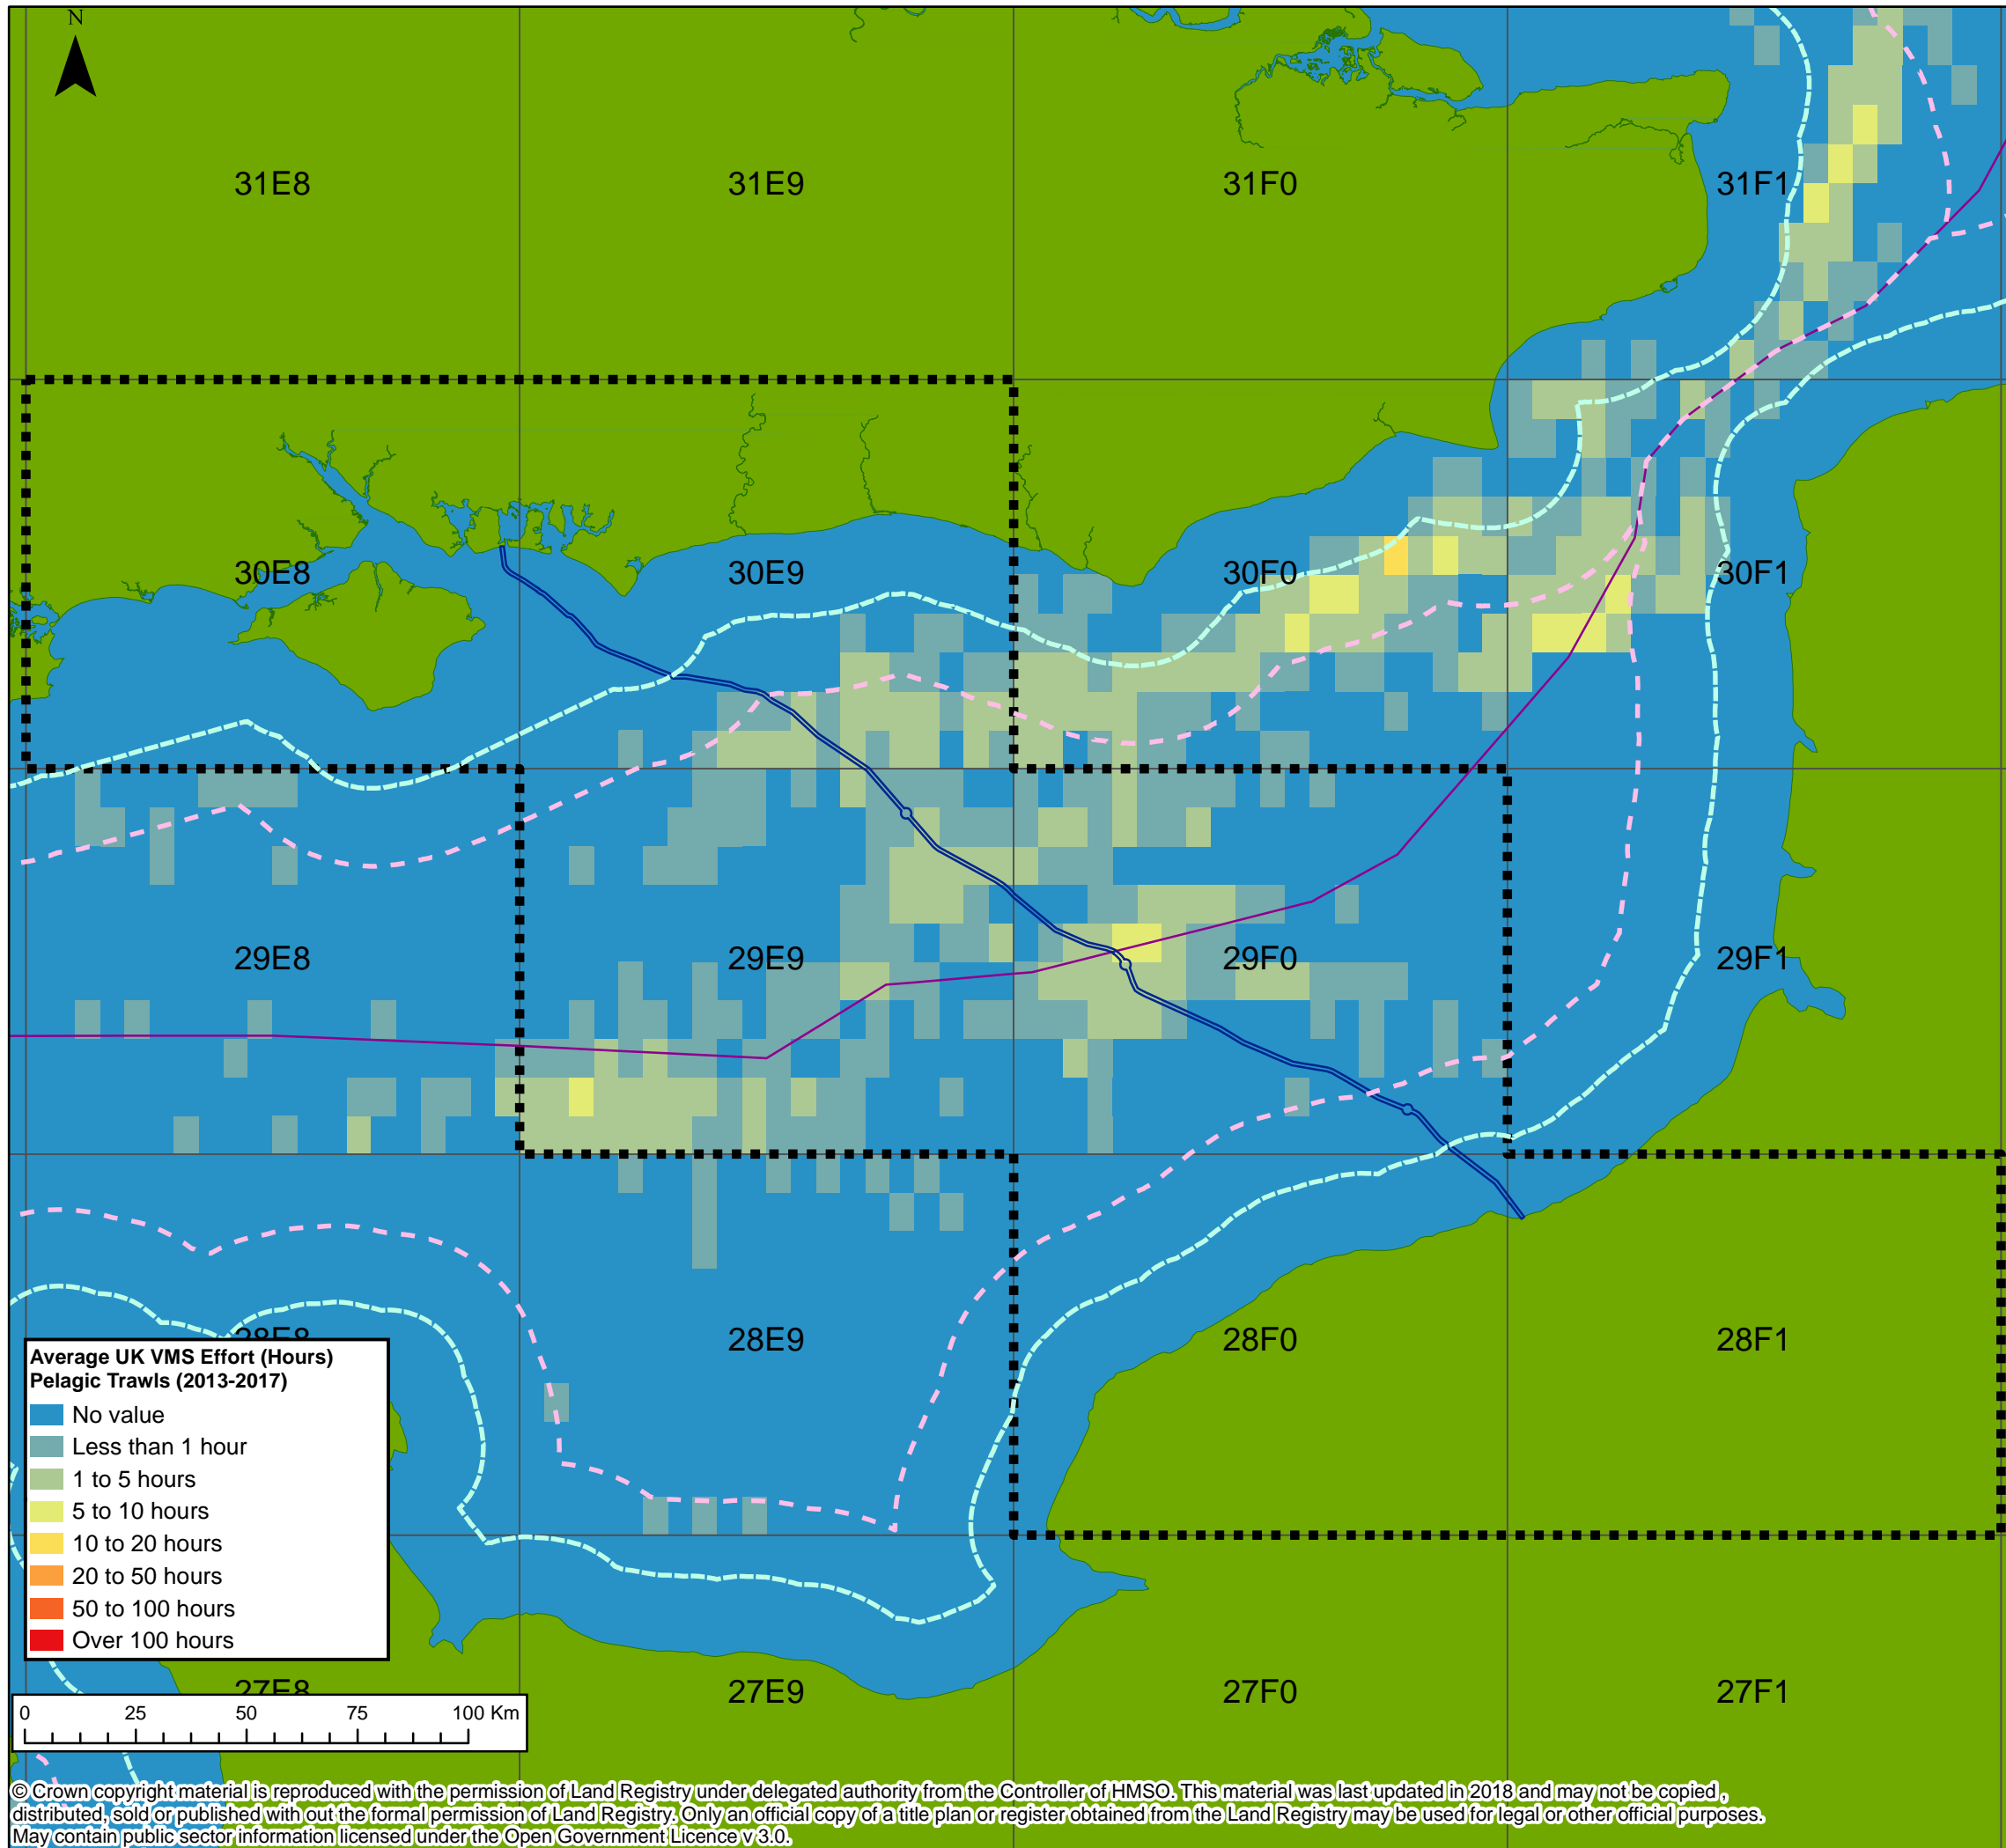 N
31E8 31E9 31F0 31F1
30E8 30E9 30F0 30F1
29E8 29E9 29F0 29F1
28E8 28E9 28F0 28F1
Average UK VMS Effort (Hours)
Pelagic Trawls (2013-2017)
No value
Less than 1 hour
1 to 5 hours
5 to 10 hours
10 to 20 hours
20 to 50 hours
50 to 100 hours
Over 100 hours
27E8 27E9 27F0 27F1
0 25 50 75 100 Km
© Crown copyright material is reproduced with the permission of Land Registry under delegated authority from the Controller of HMSO. This material was last updated in 2018 and may not be copied ,
distributed, sold or published with out the formal permission of Land Registry. Only an official copy of a title plan or register obtained from the Land Registry may be used for legal or other official purposes.
May contain public sector information licensed under the Open Government Licence v 3.0.